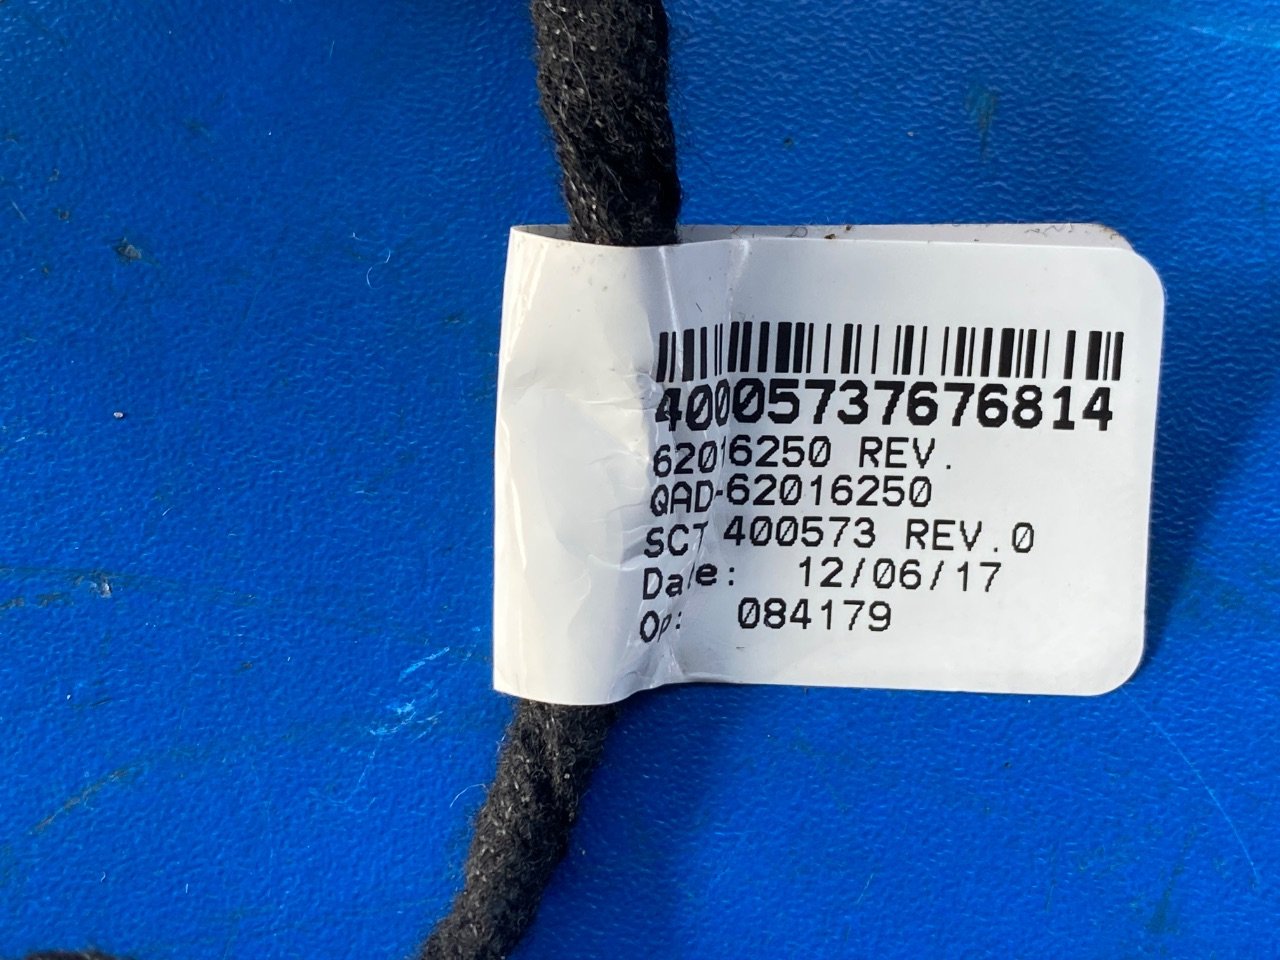 40005737676814
62016250 REV.
QAD-62016250
SCT 400573 REV.0
Date: 12/06/17
Op: 084179